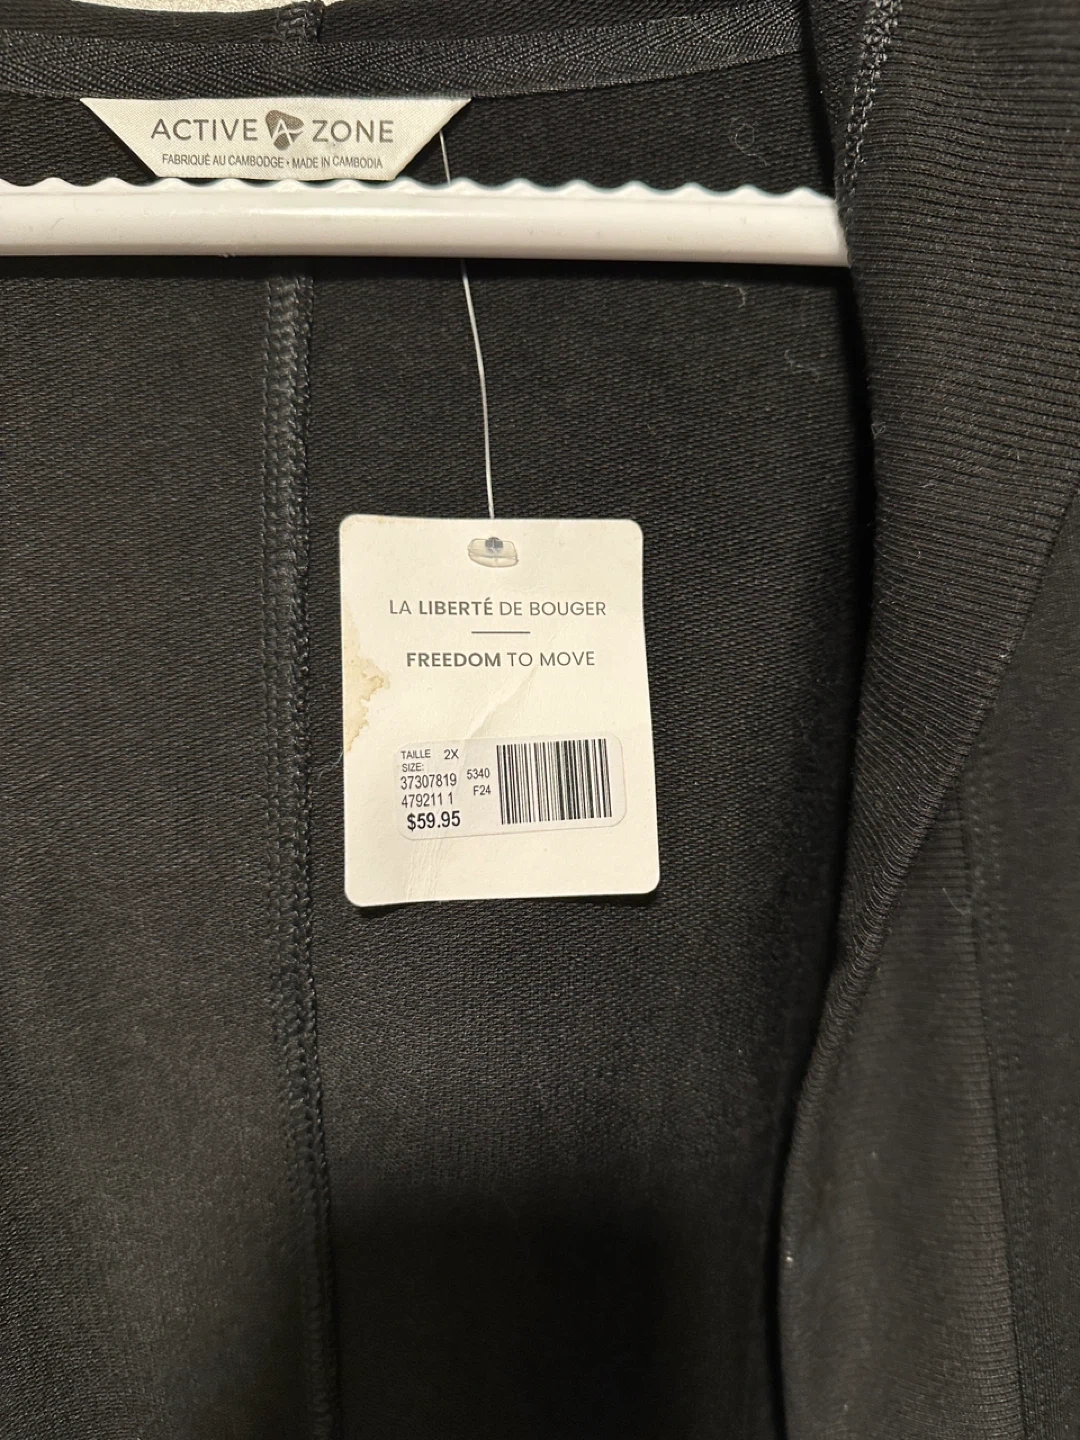 ACTIVE A ZONE
FABRIQUÉ AU CAMBODGE • MADE IN CAMBODIA
LA LIBERTÉ DE BOUGER
FREEDOM TO MOVE
TAILLE 2X
SIZE:
37307819 5340
479211 1 F24
$59.95